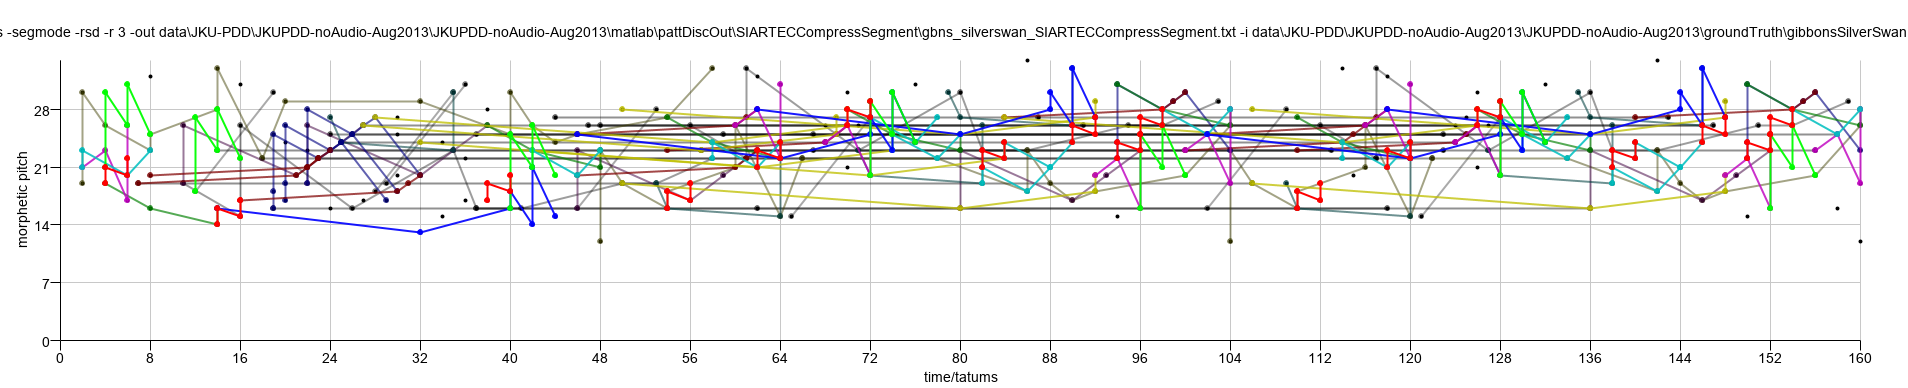 -segmode -rsd -r 3 -out data\JKU-PDD\JKUPDD-noAudio-Aug2013\JKUPDD-noAudio-Aug2013\matlab\pattDiscOut\SIARTECCompressSegment\gbns_silverswan_SIARTECCompressSegment.txt -i data\JKU-PDD\JKUPDD-noAudio-Aug2013\JKUPDD-noAudio-Aug2013\groundTruth\gibbonsSilverSwan
morphetic pitch
28
21
14
7
0
0 8 16 24 32 40 48 56 64 72 80 88 96 104 112 120 128 136 144 152 160
time/tatums